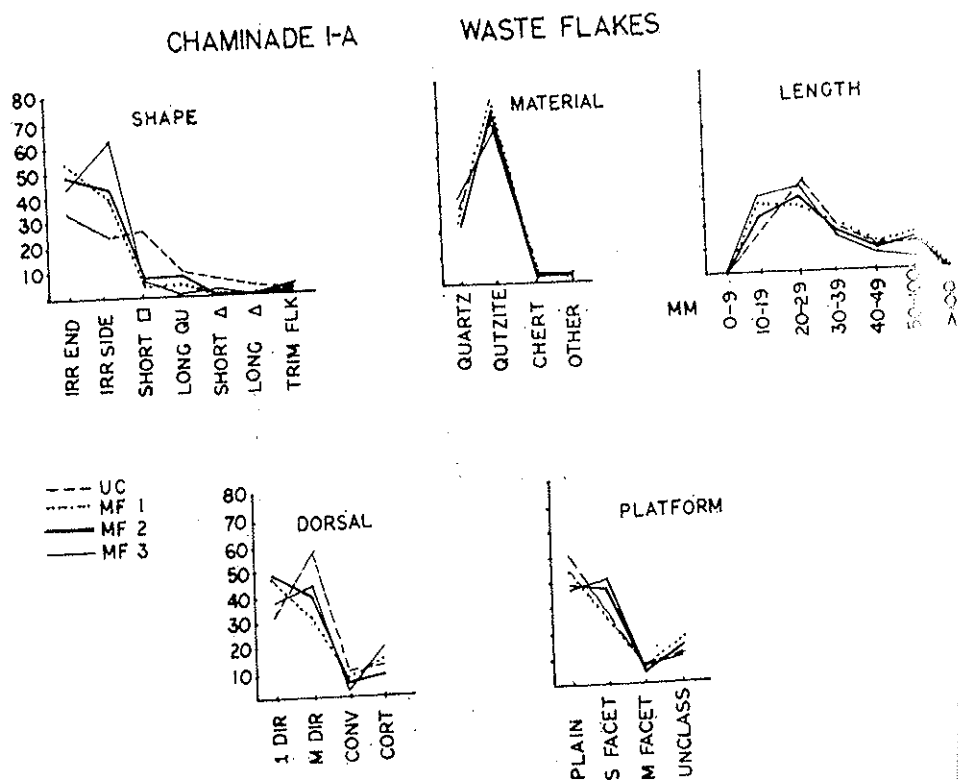 CHAMINADE I-A WASTE FLAKES
SHAPE
80
70
60
50
40
30
20
10
IRR END
IRR SIDE
SHORT □
LONG QU
SHORT Δ
LONG Δ
TRIM FLK
MATERIAL
QUARTZ
QUTZITE
CHERT
OTHER
LENGTH
MM
0-9
10-19
20-29
30-39
40-49
UC
MF 1
MF 2
MF 3
DORSAL
80
70
60
50
40
30
20
10
1 DIR
M DIR
CONV
CORT
PLATFORM
PLAIN
S FACET
M FACET
UNCLASS